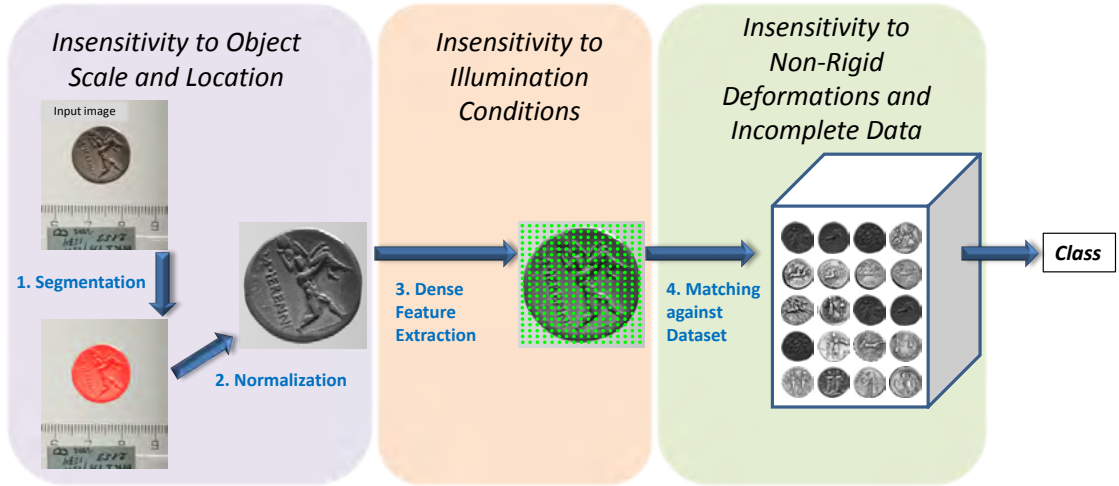 Insensitivity to Object
Scale and Location
Input image
1. Segmentation
2. Normalization
Insensitivity to
Illumination
Conditions
3. Dense
Feature
Extraction
Insensitivity to
Non-Rigid
Deformations and
Incomplete Data
4. Matching
against
Dataset
Class